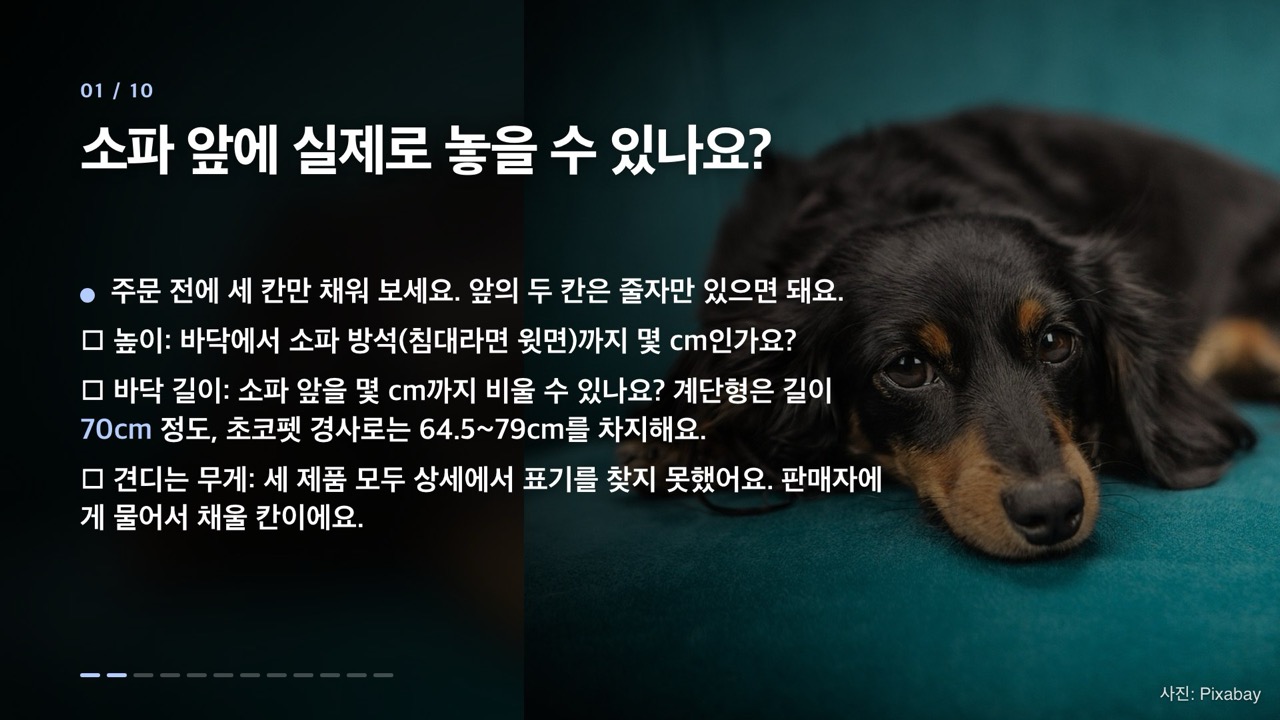 01 / 10
소파 앞에 실제로 놓을 수 있나요?
● 주문 전에 세 칸만 채워 보세요. 앞의 두 칸은 줄자만 있으면 돼요.
☐ 높이: 바닥에서 소파 방석(침대라면 윗면)까지 몇 cm인가요?
☐ 바닥 길이: 소파 앞을 몇 cm까지 비울 수 있나요? 계단형은 길이
70cm 정도, 초코펫 경사로는 64.5~79cm를 차지해요.
☐ 견디는 무게: 세 제품 모두 상세에서 표기를 찾지 못했어요. 판매자에
게 물어서 채울 칸이에요.
사진: Pixabay